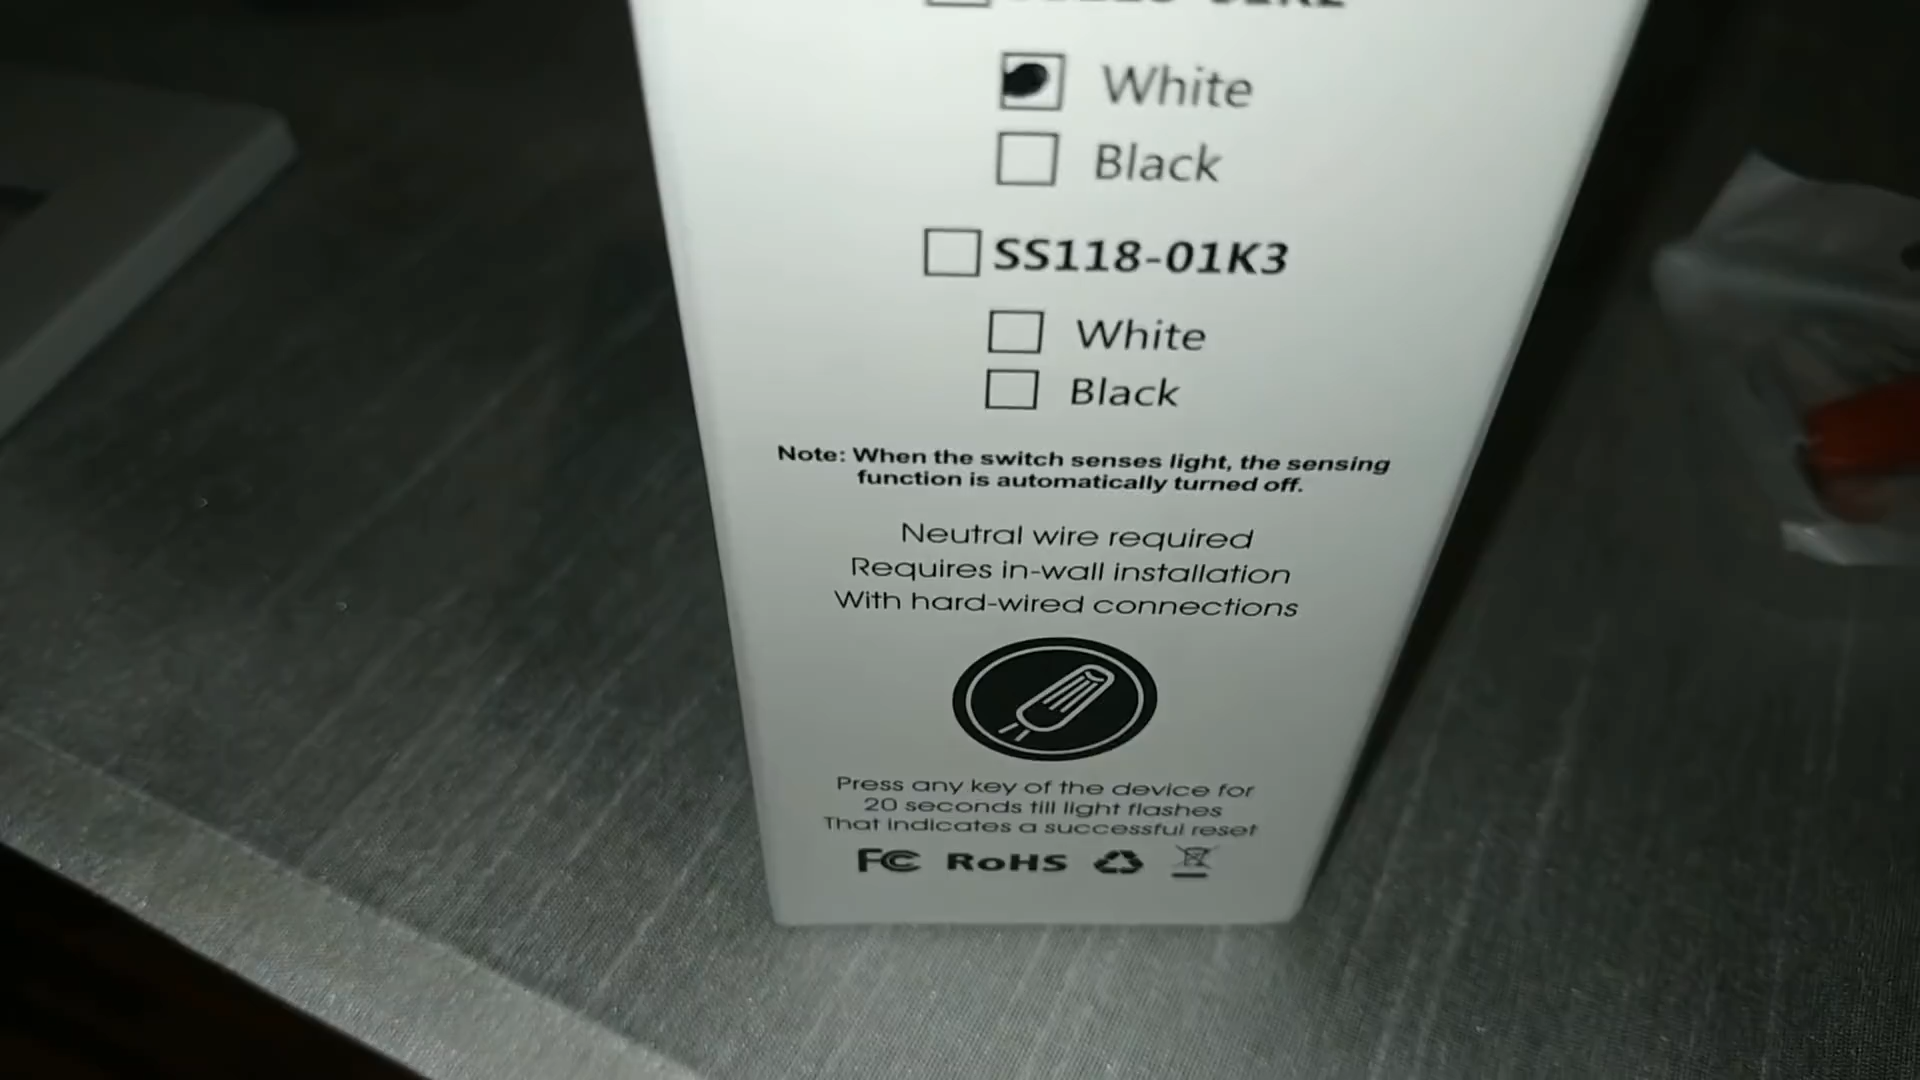 White
Black
SS118-01K3
White
Black
Note: When the switch senses light, the sensing
function is automatically turned off.
Neutral wire required
Requires in-wall installation
With hard-wired connections
Press any key of the device for
20 seconds till light flashes
That indicates a successful reset
FC RoHS